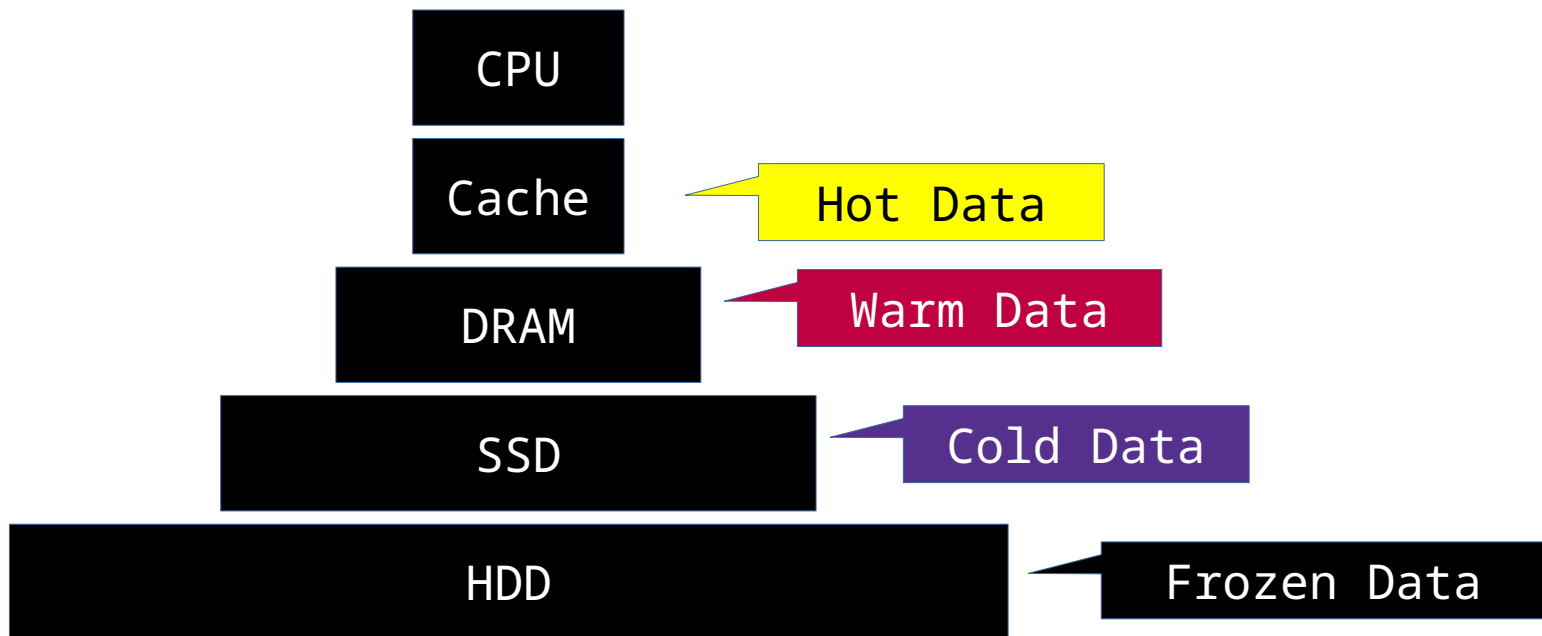 CPU
Cache
Hot Data
DRAM
Warm Data
SSD
Cold Data
HDD
Frozen Data